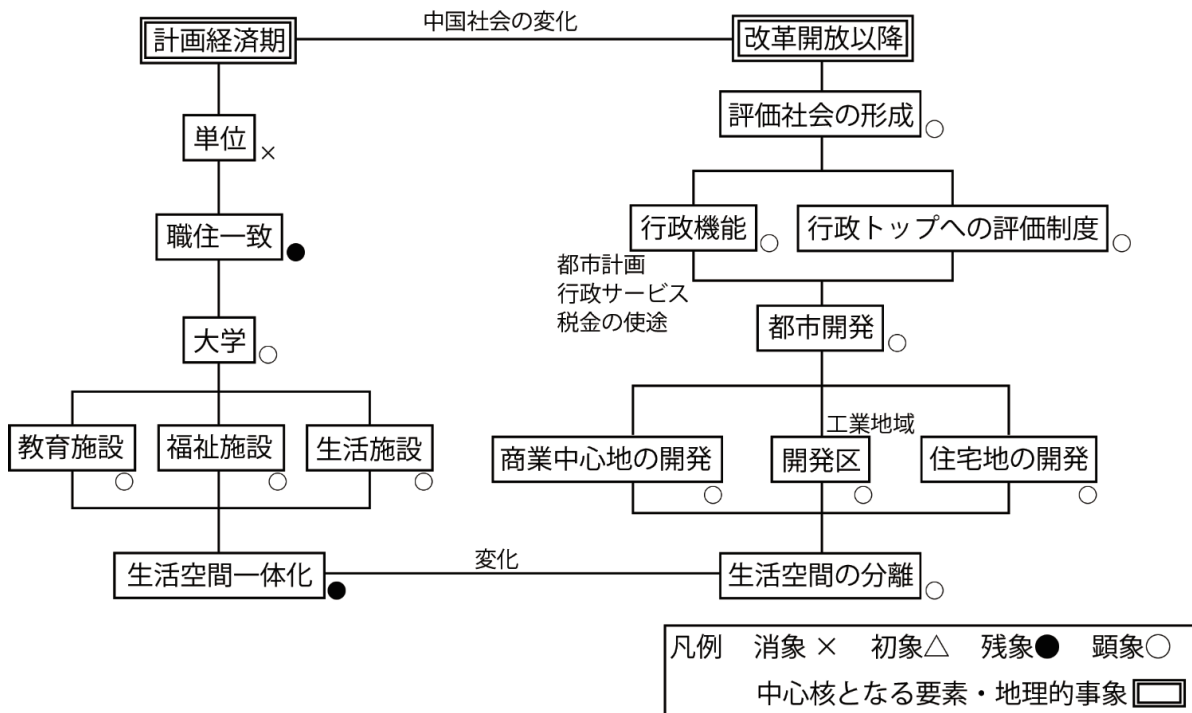 中国社会の変化
計画経済期
改革開放以降
評価社会の形成○
単位×
職住一致●
行政機能○
行政トップへの評価制度○
都市計画
行政サービス
税金の使途
都市開発○
大学○
教育施設○
福祉施設○
生活施設○
工業地域
商業中心地の開発○
開発区○
住宅地の開発○
生活空間一体化●
変化
生活空間の分離○
凡例 消象 × 初象△ 残象● 顕象○
中心核となる要素・地理的事象